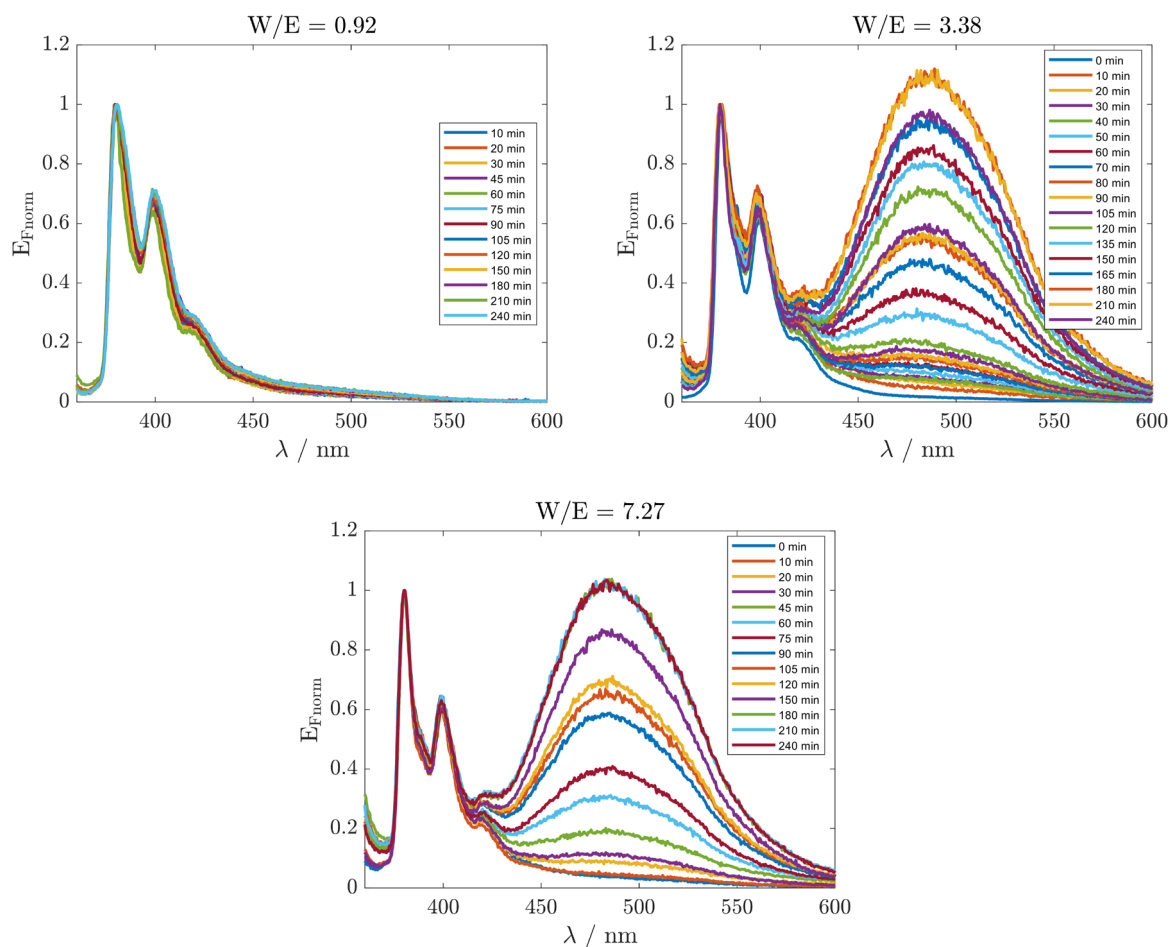 W/E = 0.92
1.2
1
0.8
0.6
0.4
0.2
0
E_Fnorm
400
450
500
550
600
λ / nm
10 min
20 min
30 min
45 min
60 min
75 min
90 min
105 min
120 min
150 min
180 min
210 min
240 min
W/E = 3.38
1.2
1
0.8
0.6
0.4
0.2
0
E_Fnorm
400
450
500
550
600
λ / nm
0 min
10 min
20 min
30 min
40 min
50 min
60 min
70 min
80 min
90 min
105 min
120 min
135 min
150 min
165 min
180 min
210 min
240 min
W/E = 7.27
1.2
1
0.8
0.6
0.4
0.2
0
E_Fnorm
400
450
500
550
600
λ / nm
0 min
10 min
20 min
30 min
45 min
60 min
75 min
90 min
105 min
120 min
150 min
180 min
210 min
240 min